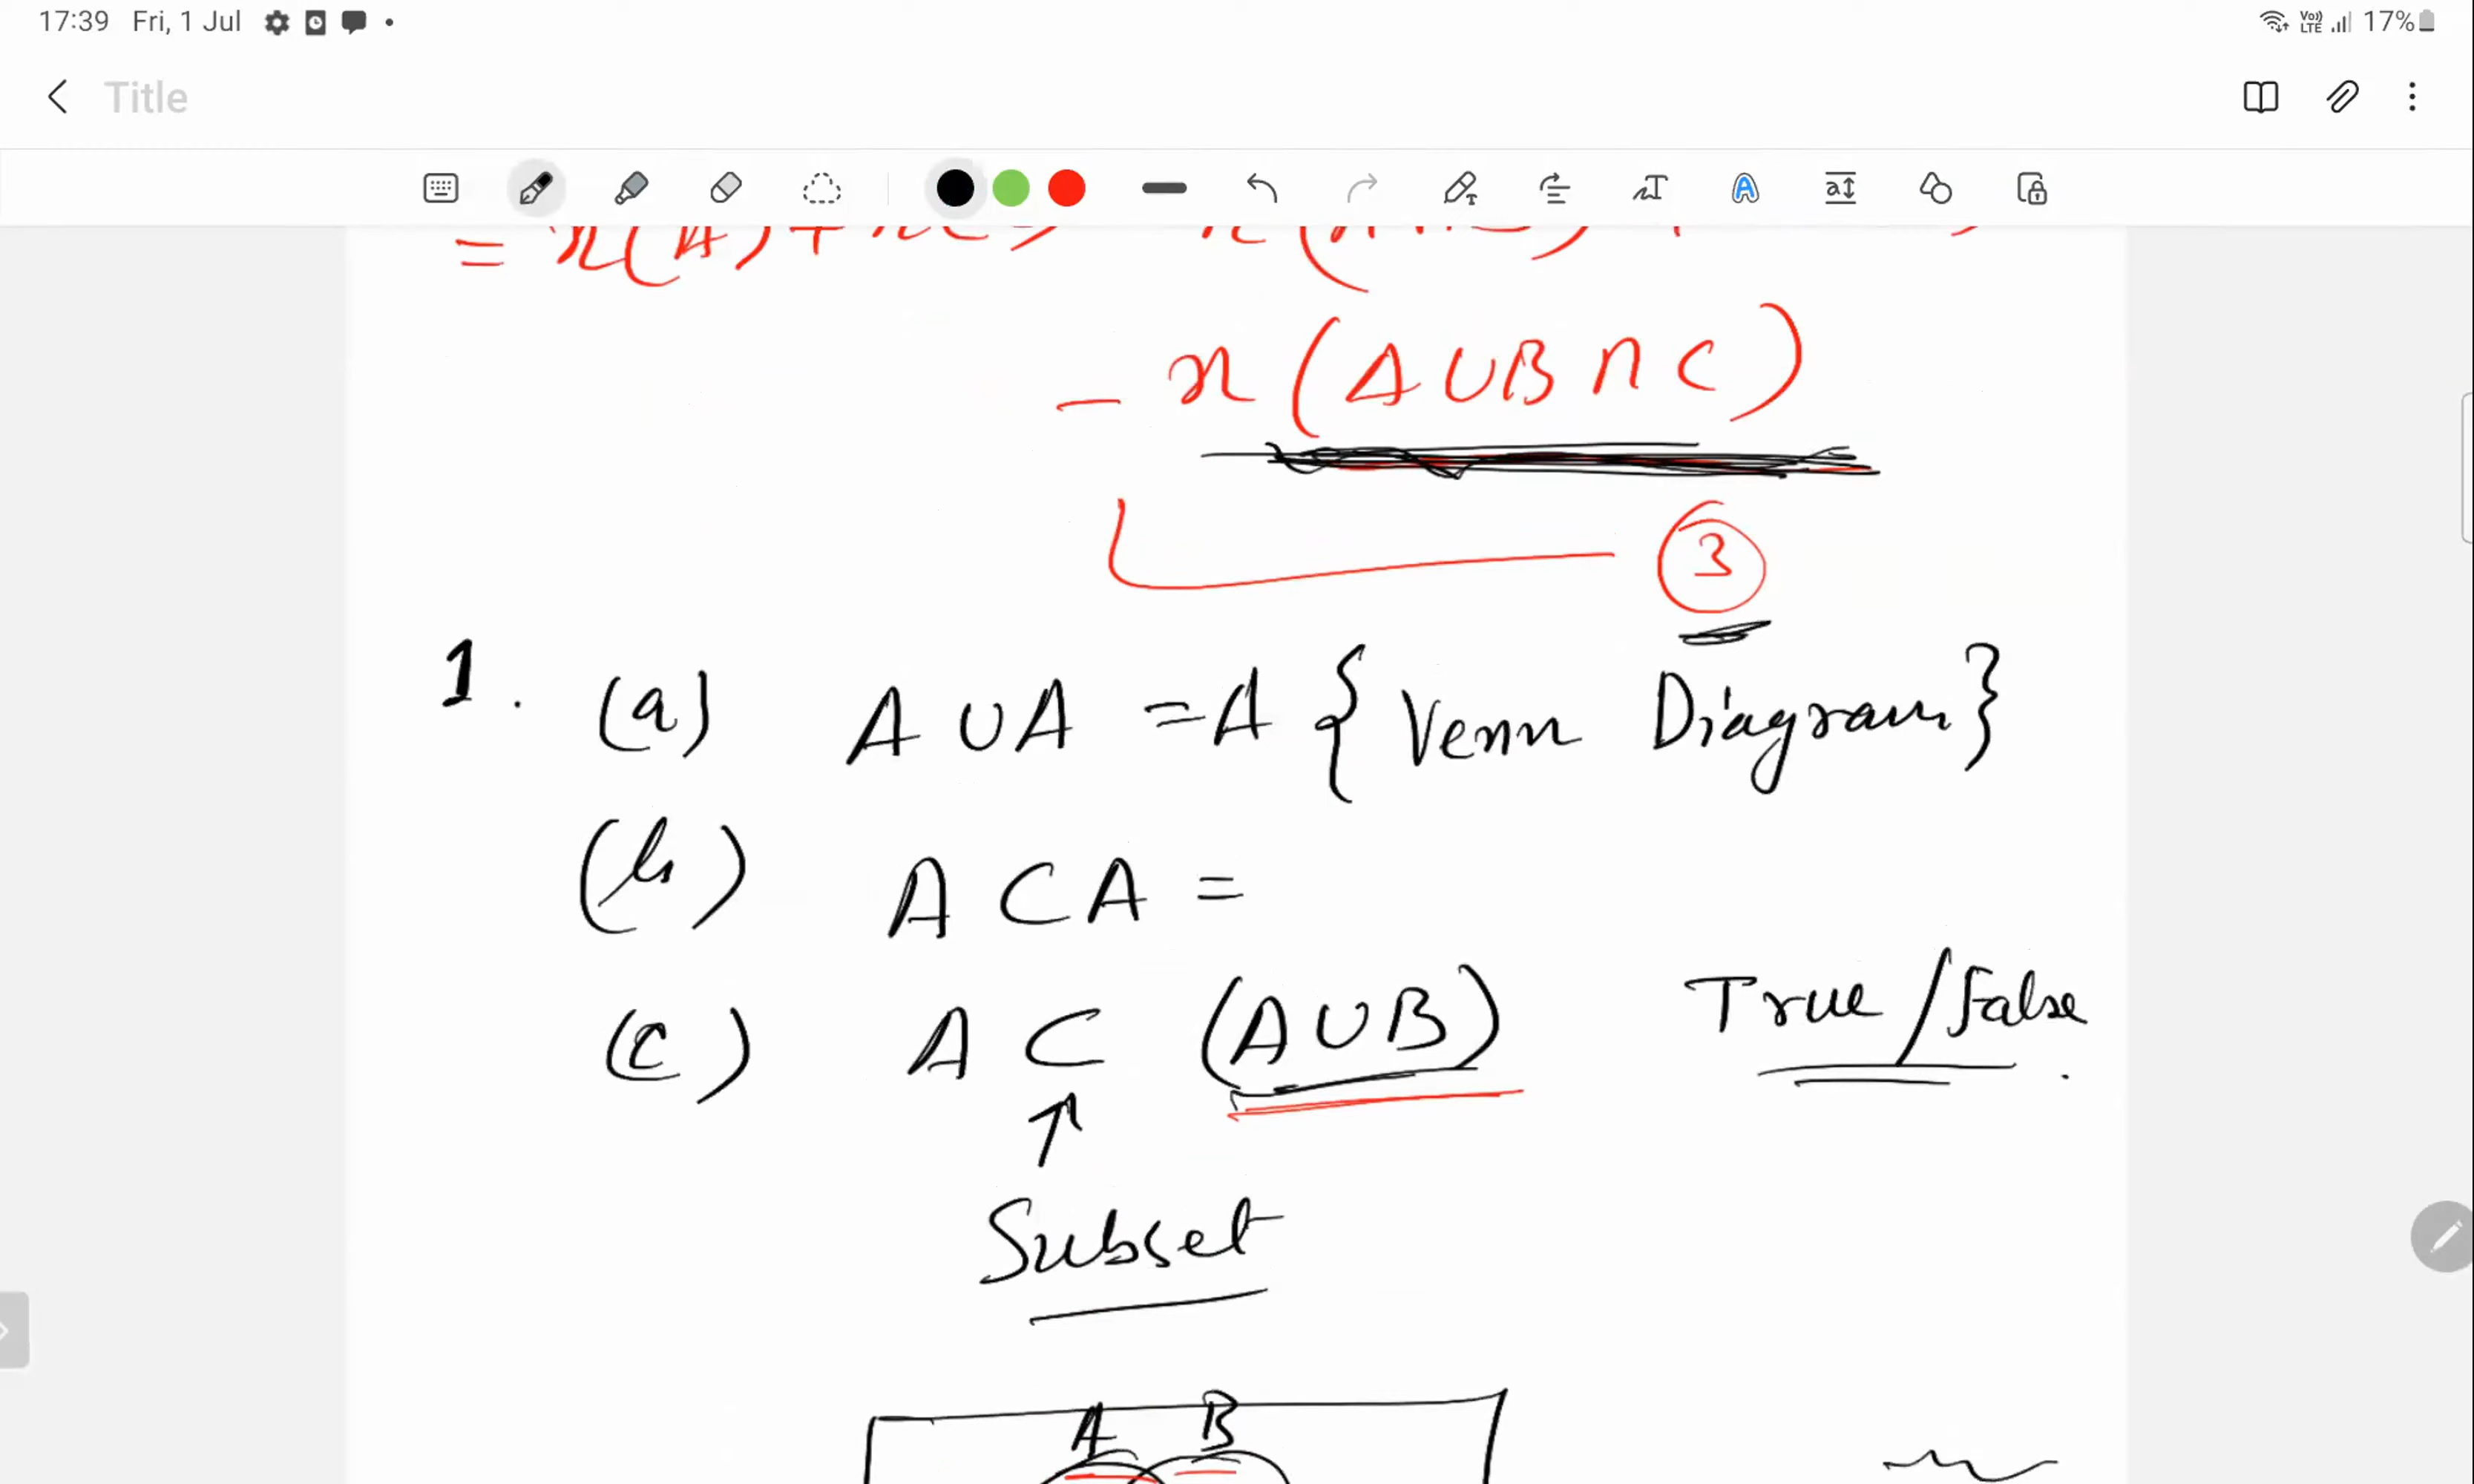 17:39 Fri, 1 Jul 17%
Title
= n(A) +
- n (A ∪ B ∩ C)
3
1. (a) A ∪ A = A { Venn Diagram }
(b) A ⊂ A =
(c) A ⊂ (A ∪ B) True / False.
↑
Subset
A B